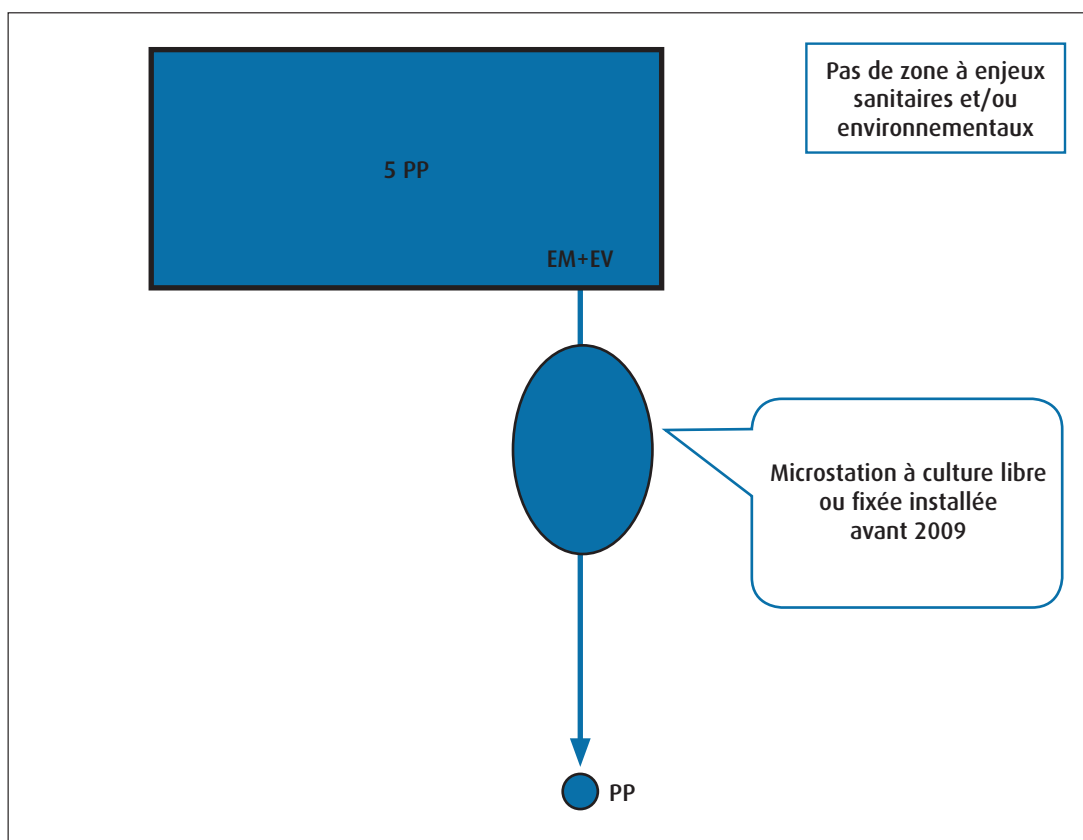 Pas de zone à enjeux
sanitaires et/ou
environnementaux
5 PP
EM+EV
Microstation à culture libre
ou fixée installée
avant 2009
PP